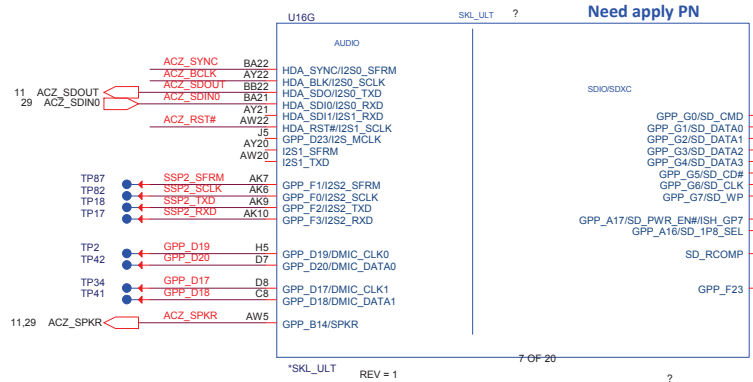 U16G SKL_ULT ? Need apply PN
AUDIO
SDIO/SDXC
ACZ_SYNC BA22 HDA_SYNC/I2S0_SFRM
ACZ_BCLK AY22 HDA_BLK/I2S0_SCLK
11 ACZ_SDOUT ACZ_SDOUT BB22 HDA_SDO/I2S0_TXD
29 ACZ_SDIN0 ACZ_SDIN0 BA21 HDA_SDI0/I2S0_RXD
AY21 HDA_SDI1/I2S1_RXD
ACZ_RST# AW22 HDA_RST#/I2S1_SCLK
J5 GPP_D23/I2S_MCLK
AY20 I2S1_SFRM
AW20 I2S1_TXD
TP87 SSP2_SFRM AK7 GPP_F1/I2S2_SFRM
TP82 SSP2_SCLK AK6 GPP_F0/I2S2_SCLK
TP18 SSP2_TXD AK9 GPP_F2/I2S2_TXD
TP17 SSP2_RXD AK10 GPP_F3/I2S2_RXD
TP2 GPP_D19 H5 GPP_D19/DMIC_CLK0
TP42 GPP_D20 D7 GPP_D20/DMIC_DATA0
TP34 GPP_D17 D8 GPP_D17/DMIC_CLK1
TP41 GPP_D18 C8 GPP_D18/DMIC_DATA1
11,29 ACZ_SPKR ACZ_SPKR AW5 GPP_B14/SPKR
GPP_G0/SD_CMD
GPP_G1/SD_DATA0
GPP_G2/SD_DATA1
GPP_G3/SD_DATA2
GPP_G4/SD_DATA3
GPP_G5/SD_CD#
GPP_G6/SD_CLK
GPP_G7/SD_WP
GPP_A17/SD_PWR_EN#/ISH_GP7
GPP_A16/SD_1P8_SEL
SD_RCOMP
GPP_F23
7 OF 20
*SKL_ULT REV = 1 ?